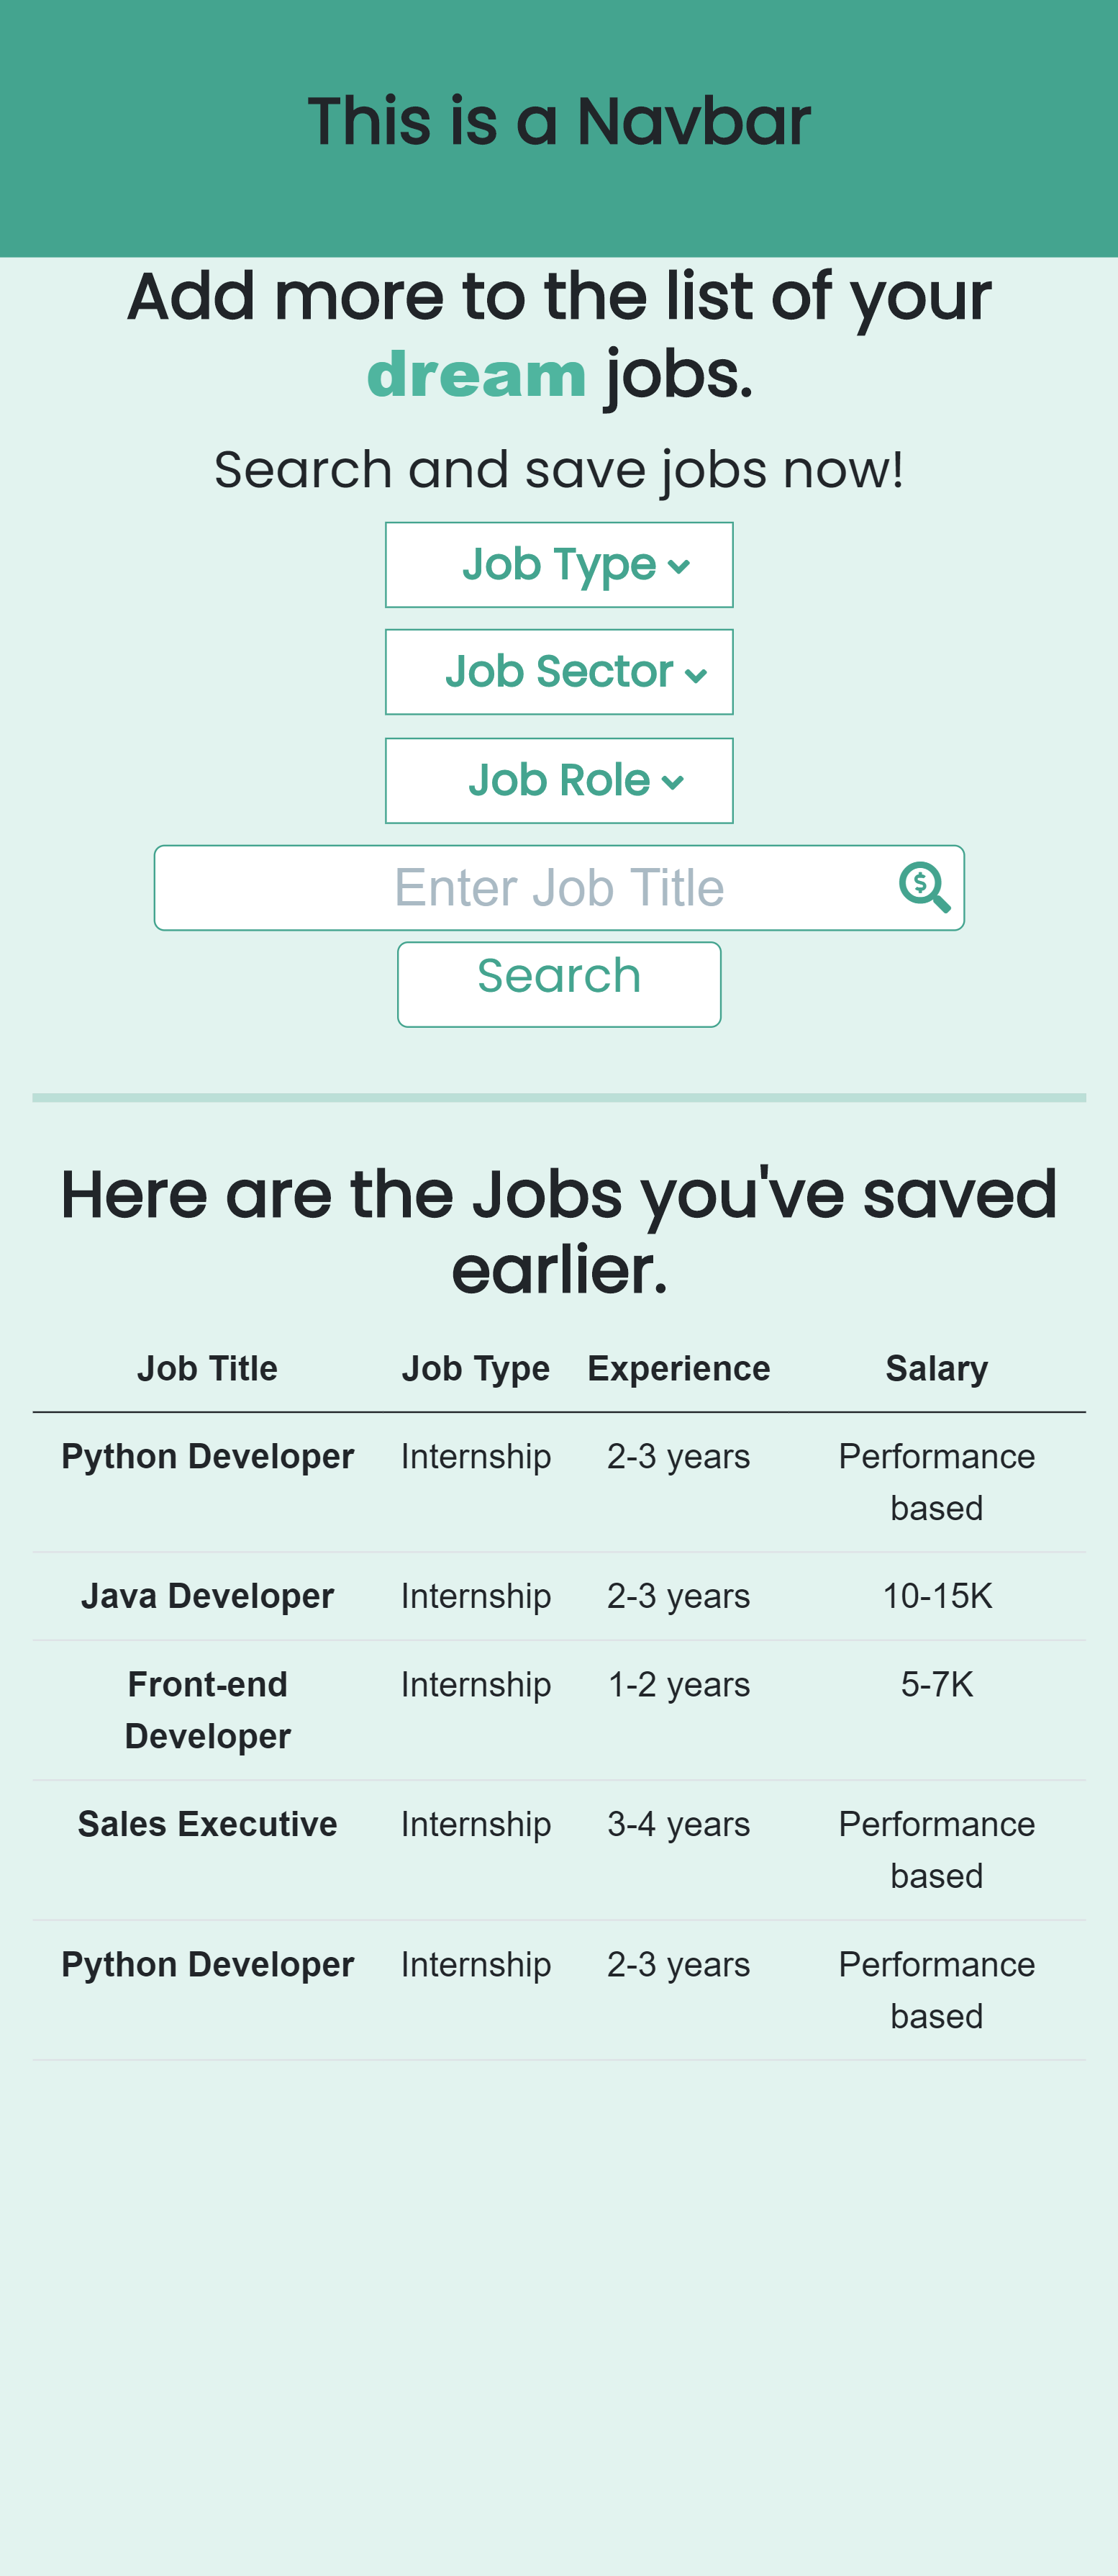 This is a Navbar
Add more to the list of your
dream jobs.
Search and save jobs now!
Job Type
Job Sector
Job Role
Enter Job Title
$
Search
Here are the Jobs you've saved
earlier.
Job Title Job Type Experience Salary
Python Developer Internship 2-3 years Performance
based
Java Developer Internship 2-3 years 10-15K
Front-end Internship 1-2 years 5-7K
Developer
Sales Executive Internship 3-4 years Performance
based
Python Developer Internship 2-3 years Performance
based